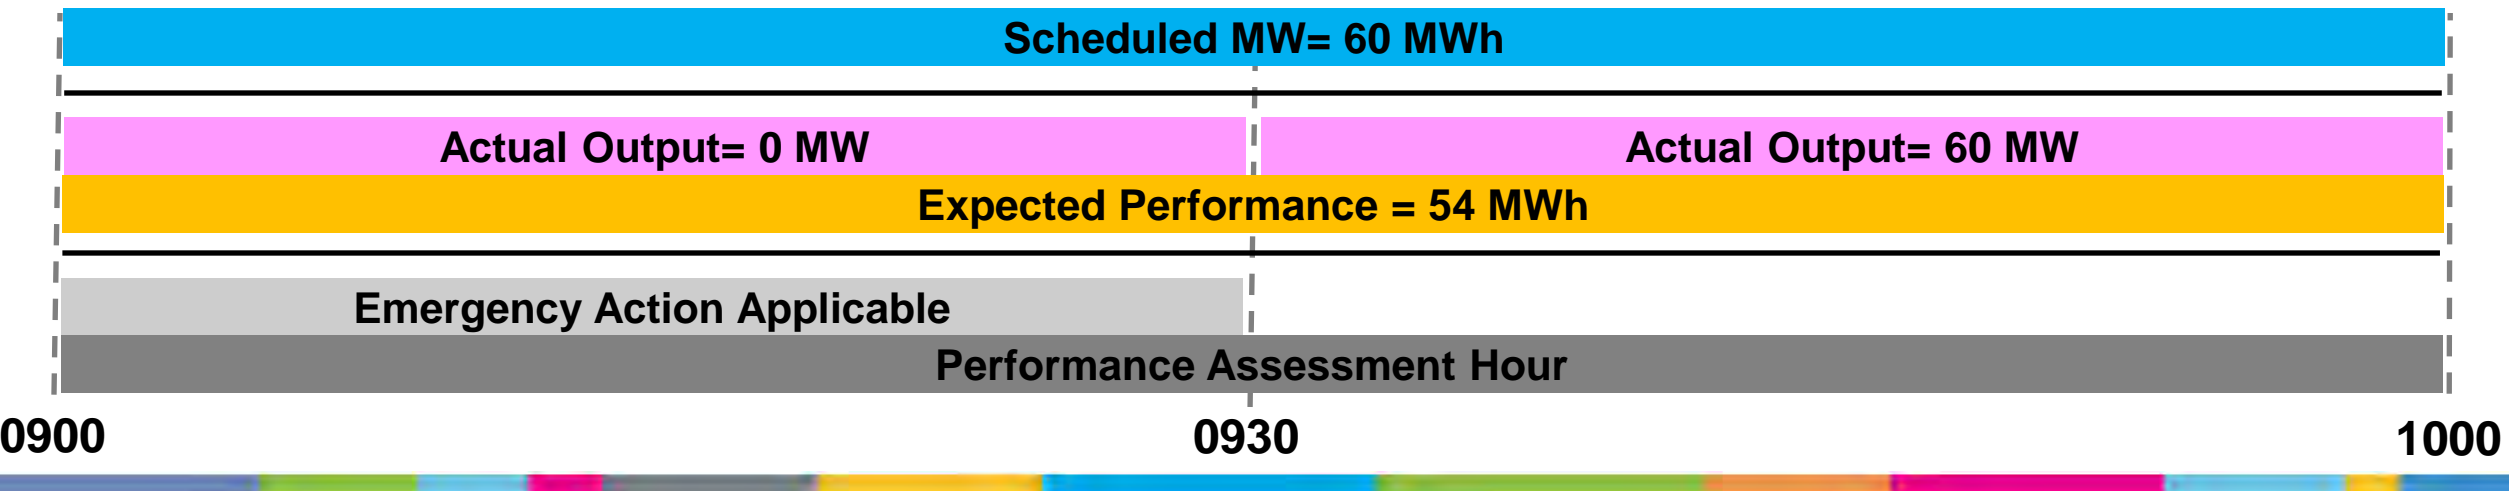 Scheduled MW= 60 MWh
Actual Output= 0 MW
Actual Output= 60 MW
Expected Performance = 54 MWh
Emergency Action Applicable
Performance Assessment Hour
0900
0930
1000